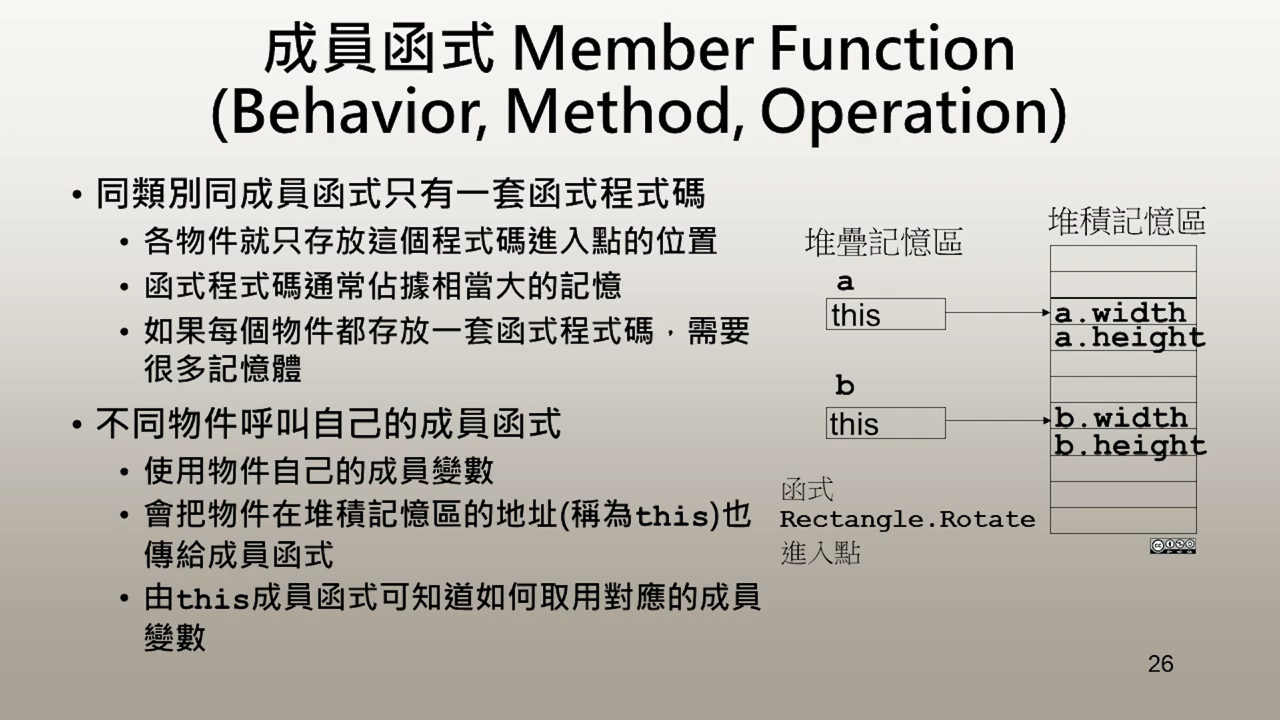 成員函式 Member Function
(Behavior, Method, Operation)
• 同類別同成員函式只有一套函式程式碼
• 各物件就只存放這個程式碼進入點的位置
• 函式程式碼通常佔據相當大的記憶
• 如果每個物件都存放一套函式程式碼，需要
很多記憶體
• 不同物件呼叫自己的成員函式
• 使用物件自己的成員變數
• 會把物件在堆積記憶區的地址(稱為this)也
傳給成員函式
• 由this成員函式可知道如何取用對應的成員
變數
堆疊記憶區
a
this
b
this
函式
Rectangle.Rotate
進入點
堆積記憶區
a.width
a.height
b.width
b.height
26